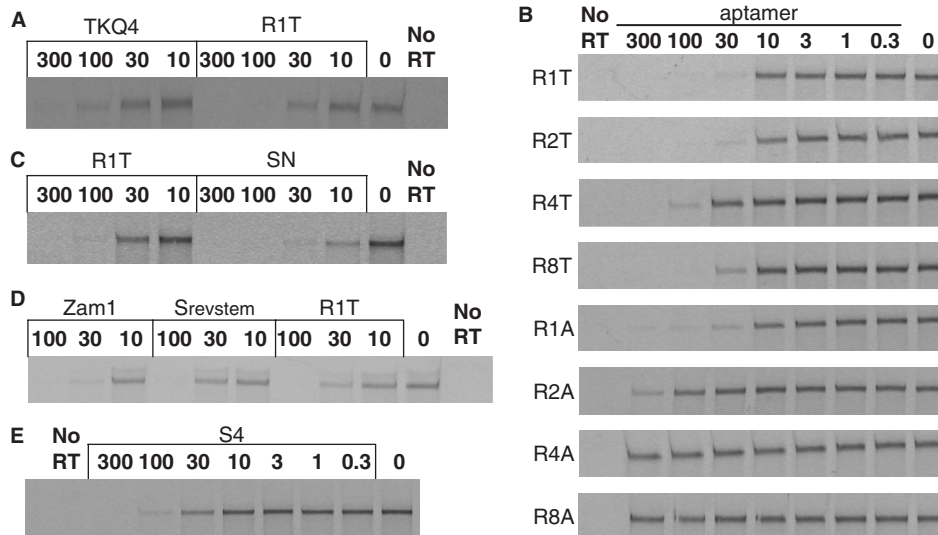 A
TKQ4 R1T No
300 100 30 10 300 100 30 10 0 RT
B
No aptamer
RT 300 100 30 10 3 1 0.3 0
R1T
R2T
R4T
R8T
R1A
R2A
R4A
R8A
C
R1T SN No
300 100 30 10 300 100 30 10 0 RT
D
Zam1 Srevstem R1T No
100 30 10 100 30 10 100 30 10 0 RT
E
No S4
RT 300 100 30 10 3 1 0.3 0